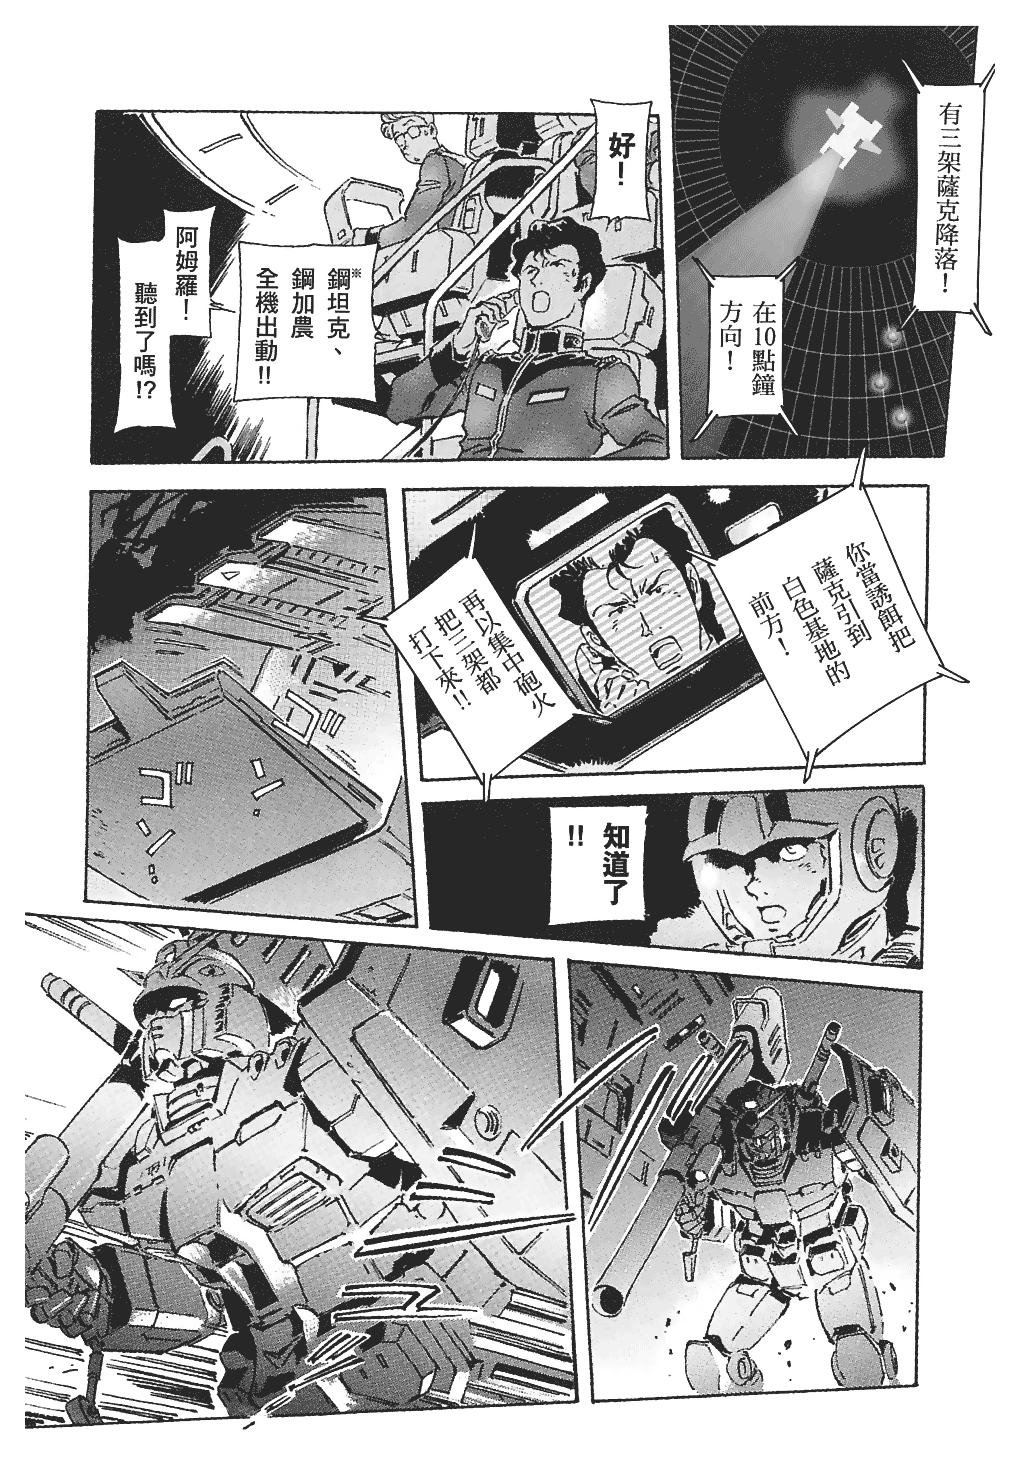 有三架薩克降落！
在10點鐘
方向！
好！
※
鋼坦克、
鋼加農
全機出動!!
阿姆羅！
聽到了嗎!?
你當誘餌把
薩克引到
白色基地的
前方！
再以集中砲火
把三架都
打下來!!
ゴゴン
ゴン
知道了
!!